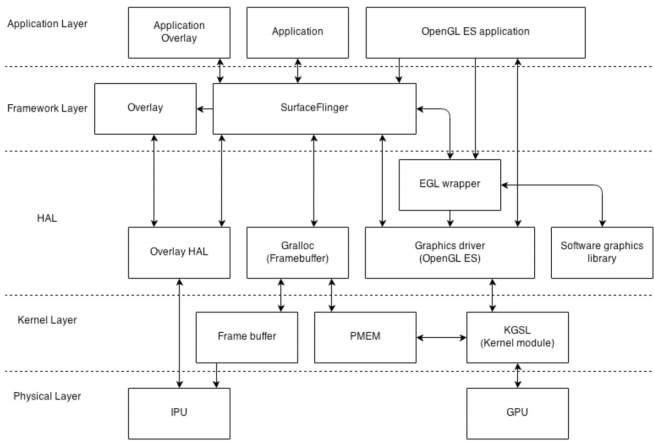 Application Layer
Application
Overlay
Application
OpenGL ES application
Framework Layer
Overlay
SurfaceFlinger
EGL wrapper
HAL
Overlay HAL
Gralloc
(Framebuffer)
Graphics driver
(OpenGL ES)
Software graphics
library
Kernel Layer
Frame buffer
PMEM
KGSL
(Kernel module)
Physical Layer
IPU
GPU